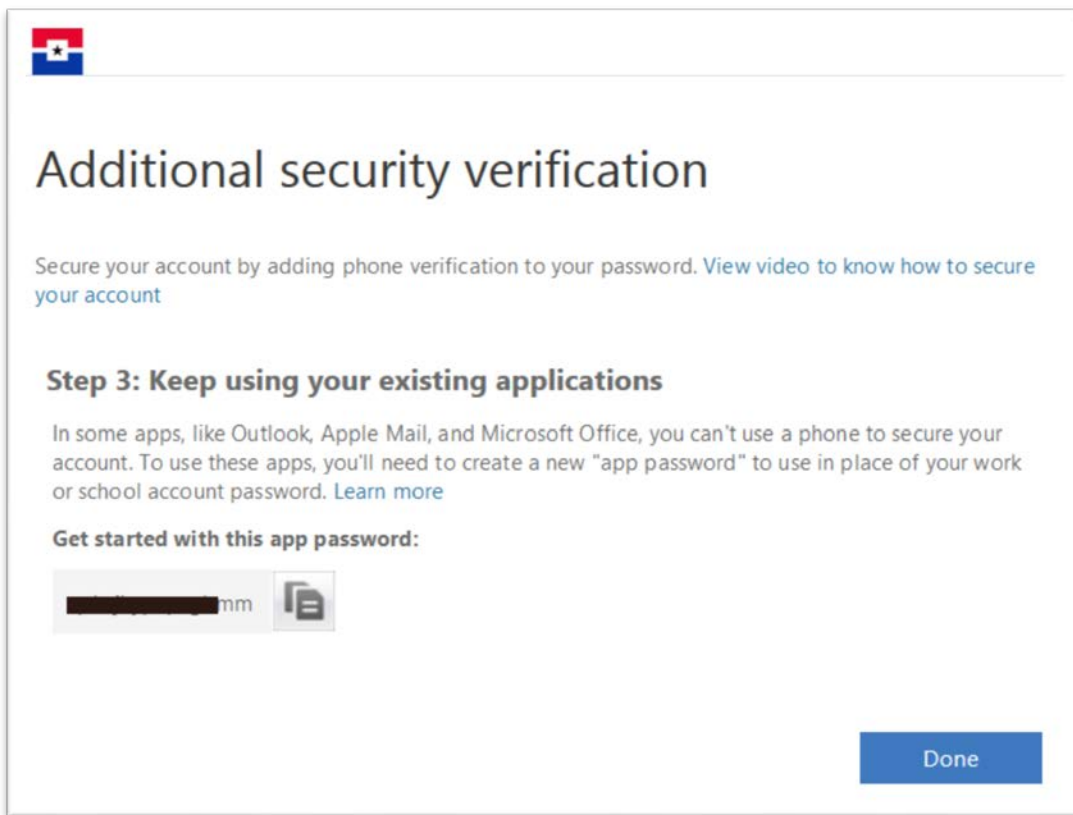 Additional security verification
Secure your account by adding phone verification to your password. View video to know how to secure
your account
Step 3: Keep using your existing applications
In some apps, like Outlook, Apple Mail, and Microsoft Office, you can't use a phone to secure your
account. To use these apps, you'll need to create a new "app password" to use in place of your work
or school account password. Learn more
Get started with this app password:
mm
Done